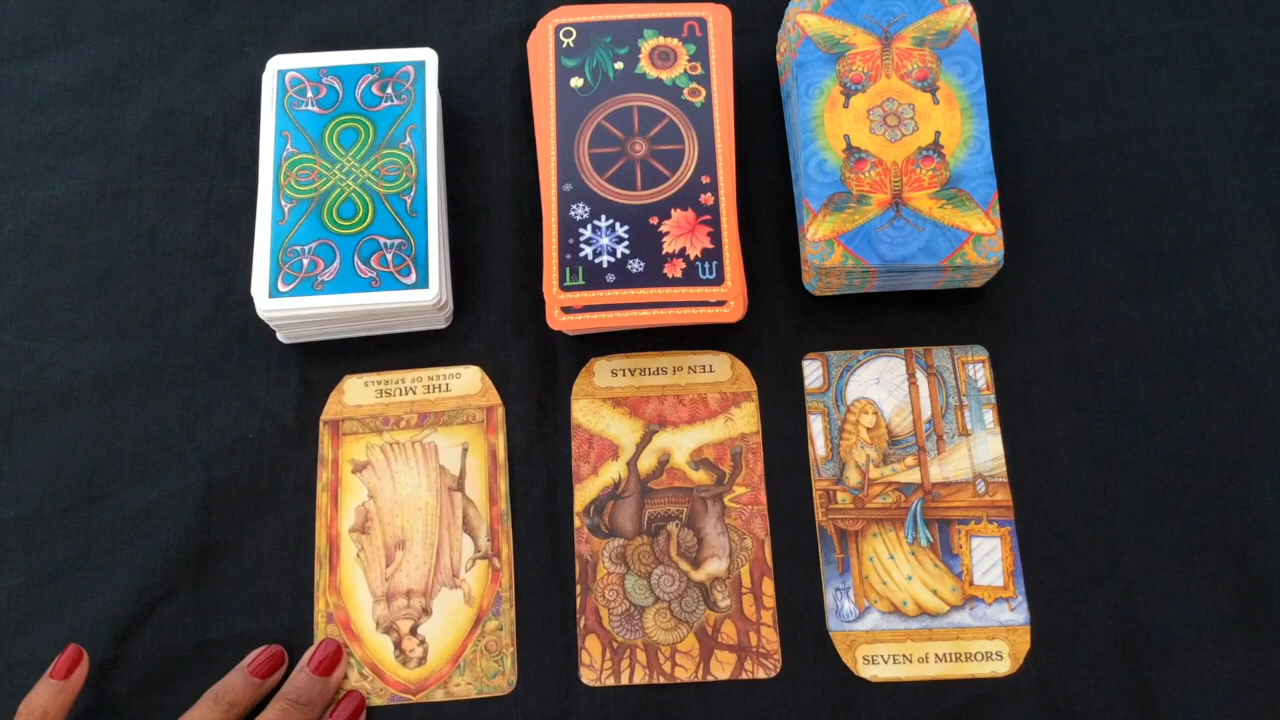 THE MUSE
QUEEN OF SPIRALS
TEN of SPIRALS
SEVEN of MIRRORS